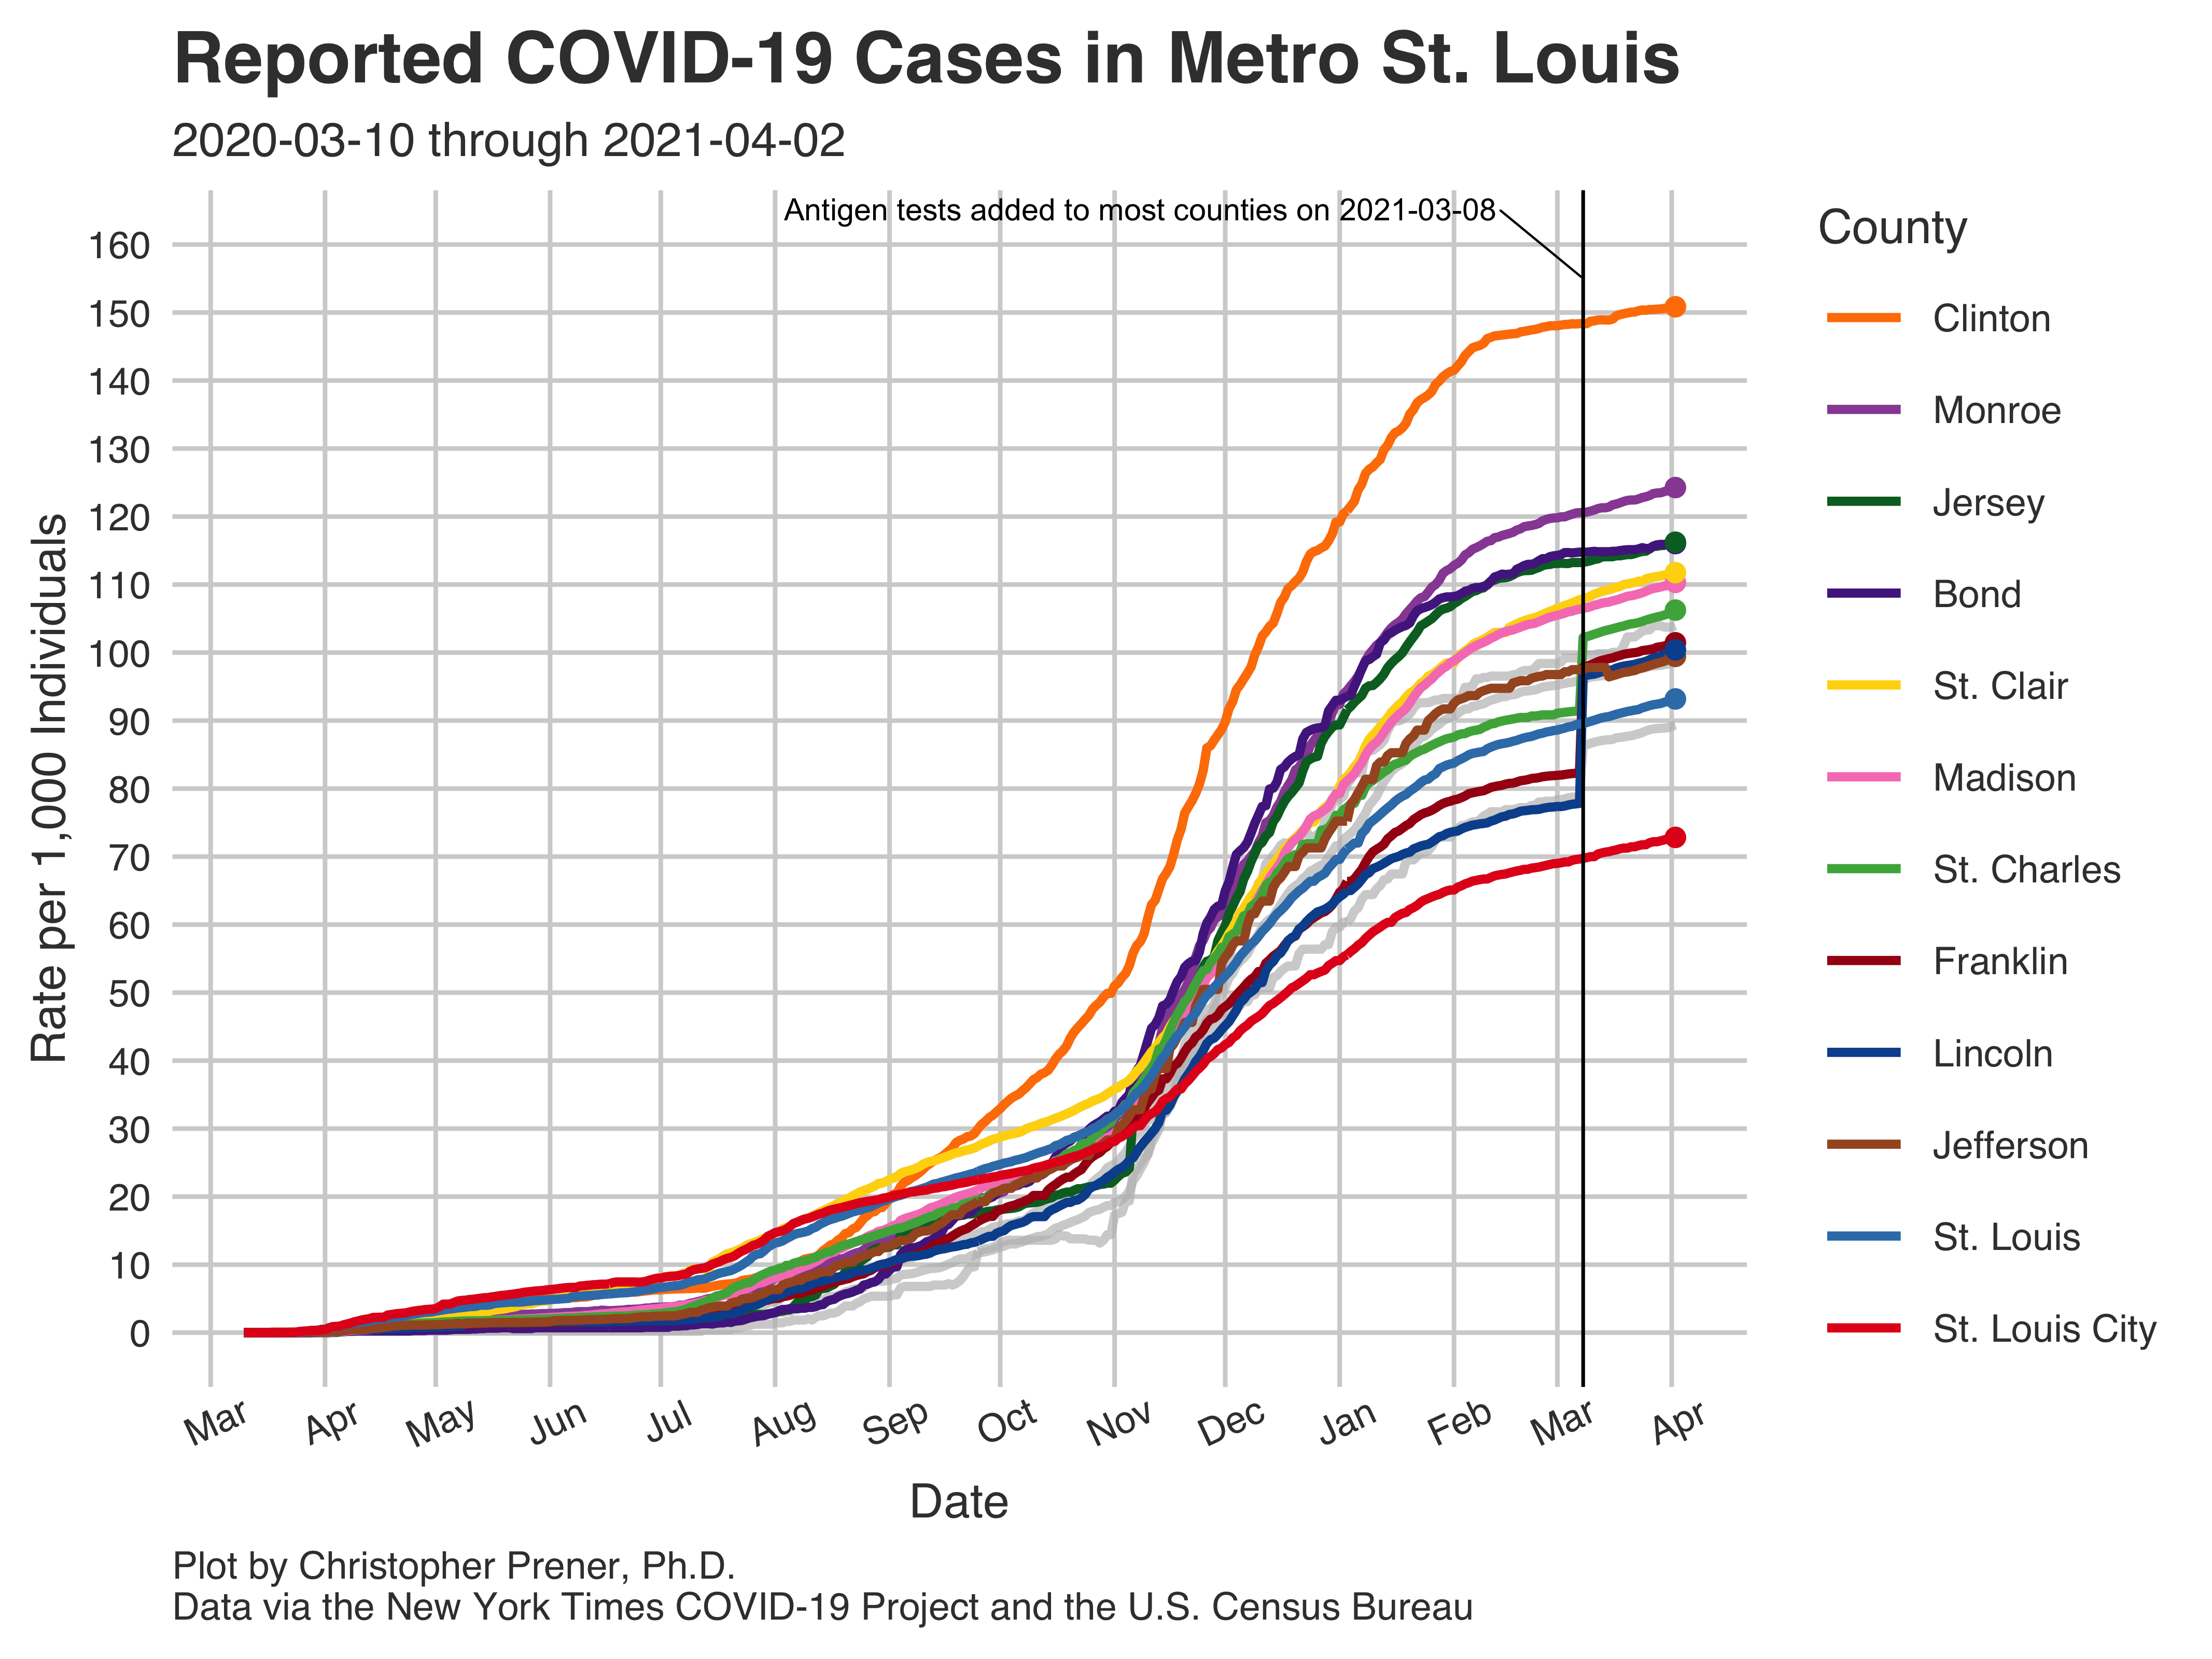 Reported COVID-19 Cases in Metro St. Louis
2020-03-10 through 2021-04-02
Antigen tests added to most counties on 2021-03-08
Rate per 1,000 Individuals
160
150
140
130
120
110
100
90
80
70
60
50
40
30
20
10
0
Mar Apr May Jun Jul Aug Sep Oct Nov Dec Jan Feb Mar Apr
Date
County
Clinton
Monroe
Jersey
Bond
St. Clair
Madison
St. Charles
Franklin
Lincoln
Jefferson
St. Louis
St. Louis City
Plot by Christopher Prener, Ph.D.
Data via the New York Times COVID-19 Project and the U.S. Census Bureau